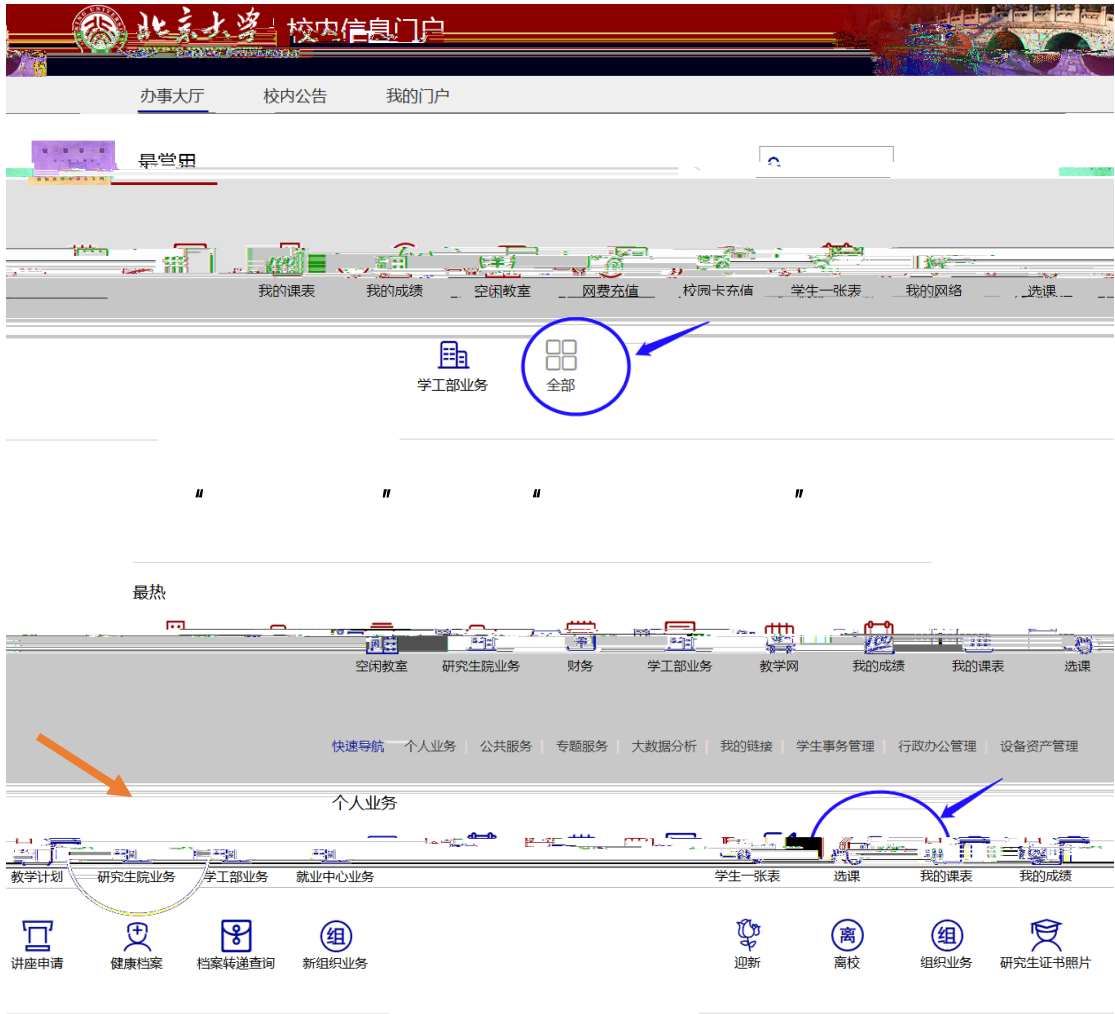 北京大学 校内信息门户
办事大厅 校内公告 我的门户
最常用
我的课表 我的成绩 空闲教室 网费充值 校园卡充值 学生一张表 我的网络 选课
学工部业务 全部
“ ” “ ”
最热
空闲教室 研究生院业务 财务 学工部业务 教学网 我的成绩 我的课表 选课
快速导航 个人业务 公共服务 专题服务 大数据分析 我的链接 学生事务管理 行政办公管理 设备资产管理
个人业务
教学计划 研究生院业务 学工部业务 就业中心业务 学生一张表 选课 我的课表 我的成绩
组 离 组
讲座申请 健康档案 档案转递查询 新组织业务 迎新 离校 组织业务 研究生证书照片